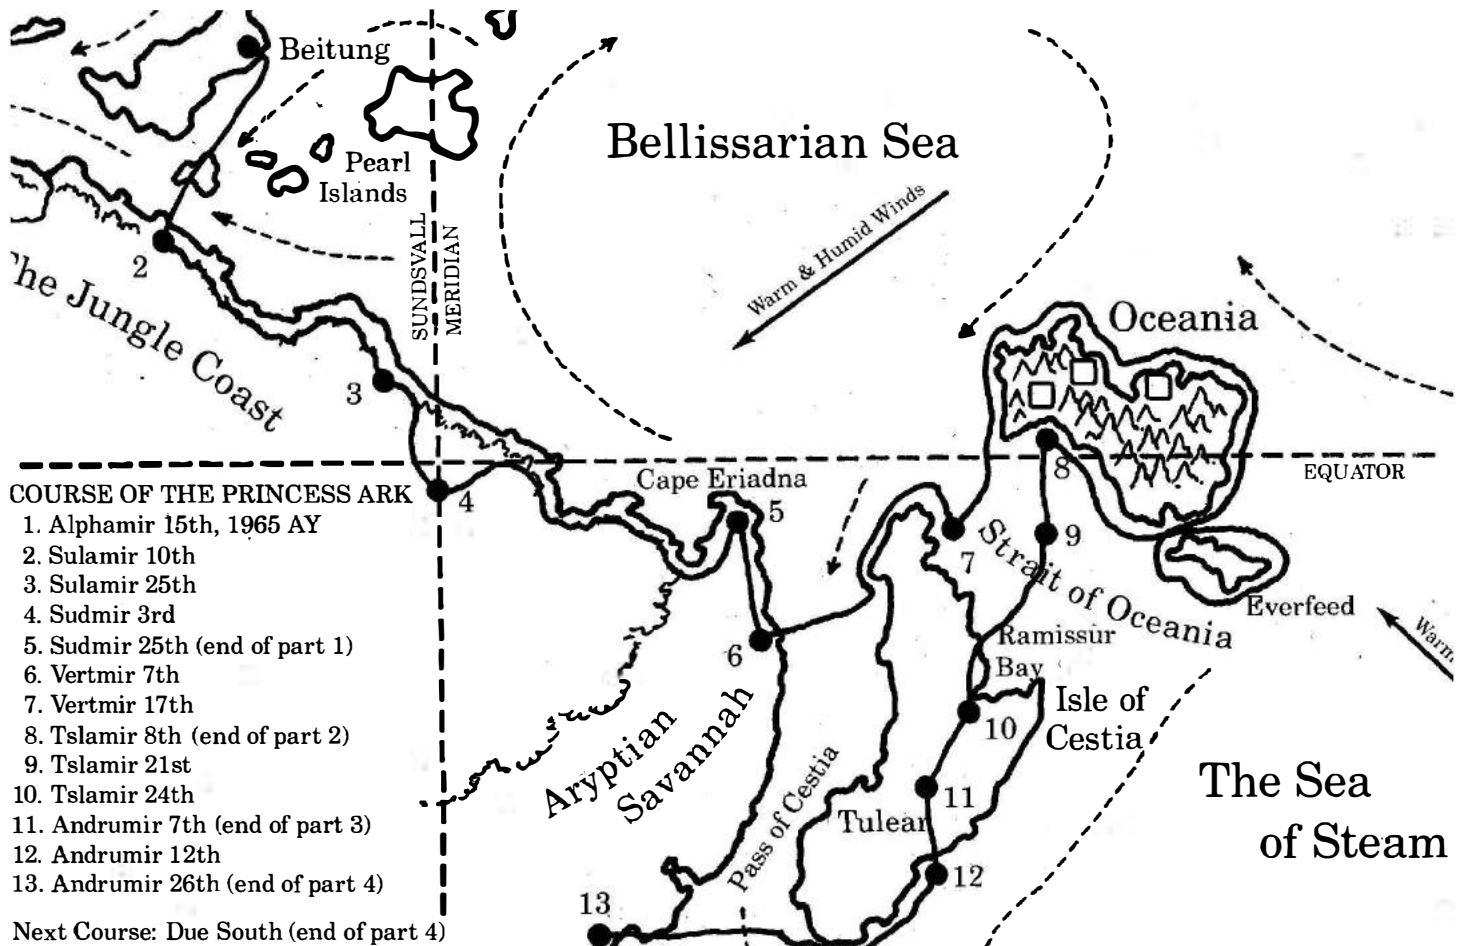 Beitung
Bellissarian Sea
Pearl
Islands
Warm & Humid Winds
SUNDSVALL
MERIDIAN
2
The Jungle Coast
Oceania
3
8
EQUATOR
Cape Eriadna
4
5
COURSE OF THE PRINCESS ARK
1. Alphamir 15th, 1965 AY
2. Sulamir 10th
3. Sulamir 25th
4. Sudmir 3rd
5. Sudmir 25th (end of part 1)
6. Vertmir 7th
7. Vertmir 17th
8. Tslamir 8th (end of part 2)
9. Tslamir 21st
10. Tslamir 24th
11. Andrumir 7th (end of part 3)
12. Andrumir 12th
13. Andrumir 26th (end of part 4)
Next Course: Due South (end of part 4)
7
9
Strait of Oceania
Everfeed
Warm
6
Ramissur
Bay
Isle of
Cestia
10
Aryptian
Savannah
Pass of Cestia
11
Tulear
12
13
The Sea
of Steam